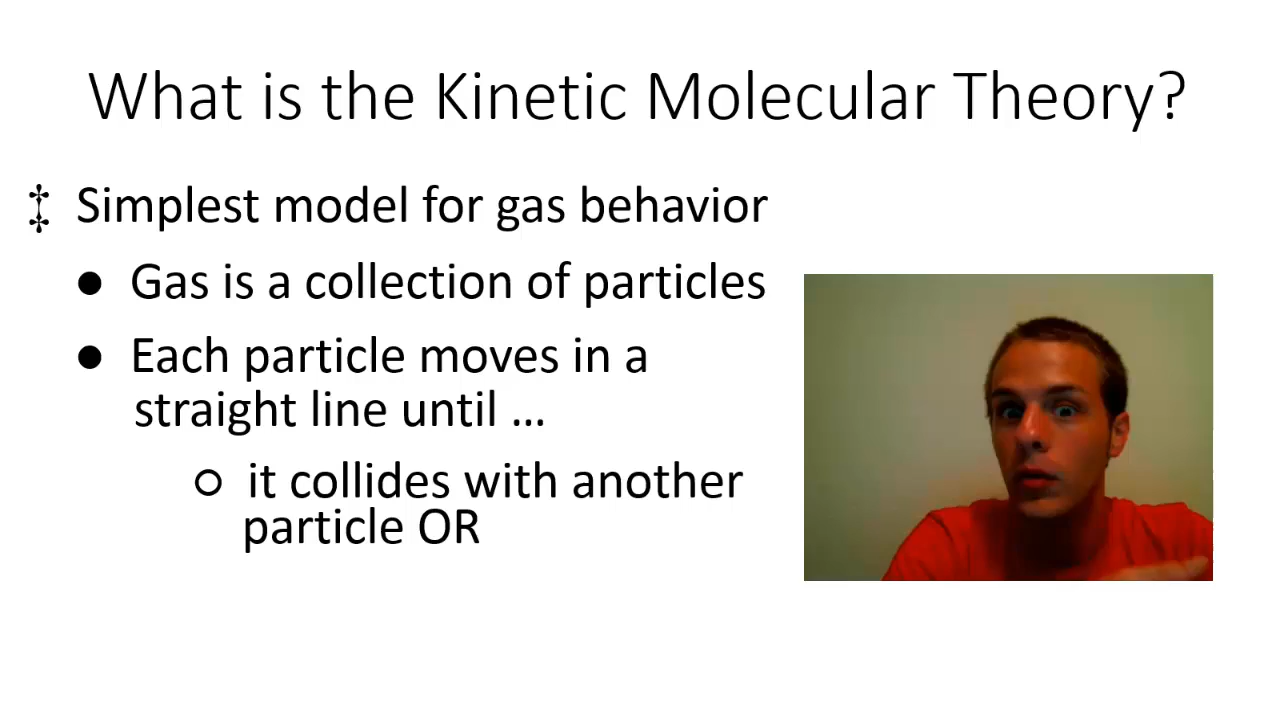 What is the Kinetic Molecular Theory?
‡ Simplest model for gas behavior
● Gas is a collection of particles
● Each particle moves in a
straight line until ...
○ it collides with another
particle OR